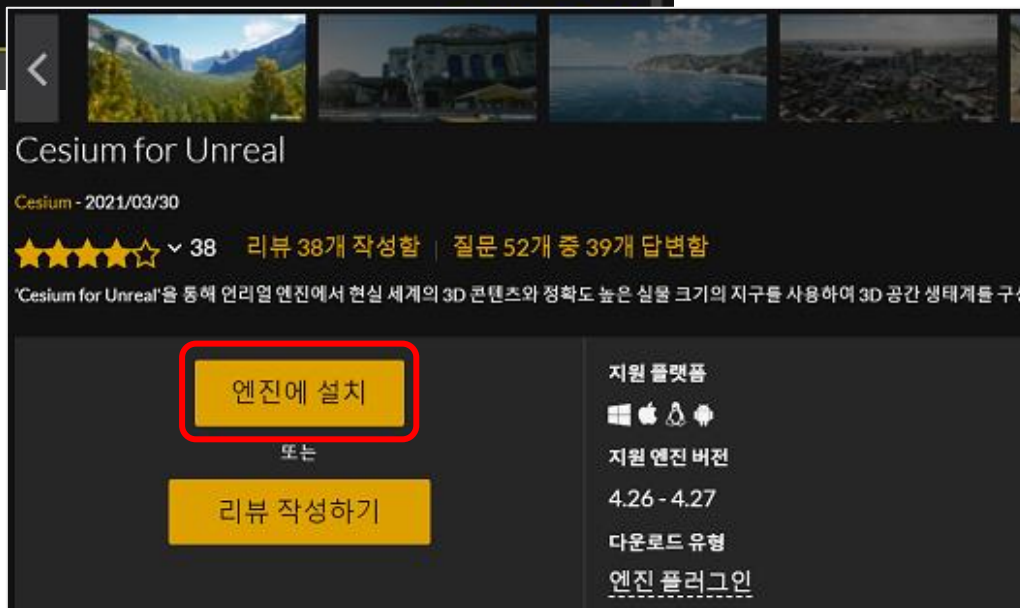 Cesium for Unreal
Cesium - 2021/03/30
38 리뷰 38개 작성함 | 질문 52개 중 39개 답변함
'Cesium for Unreal'을 통해 언리얼 엔진에서 현실 세계의 3D 콘텐츠와 정확도 높은 실물 크기의 지구를 사용하여 3D 공간 생태계를 구성
엔진에 설치
또는
리뷰 작성하기
지원 플랫폼
지원 엔진 버전
4.26 - 4.27
다운로드 유형
엔진 플러그인